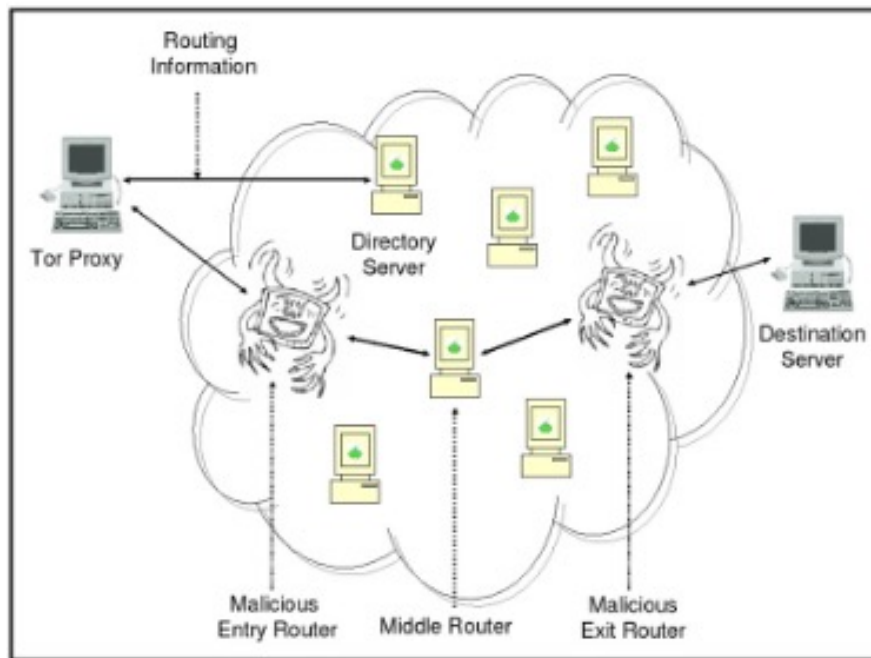 Routing
Information
Tor Proxy
Directory
Server
Destination
Server
Malicious
Entry Router
Middle Router
Malicious
Exit Router